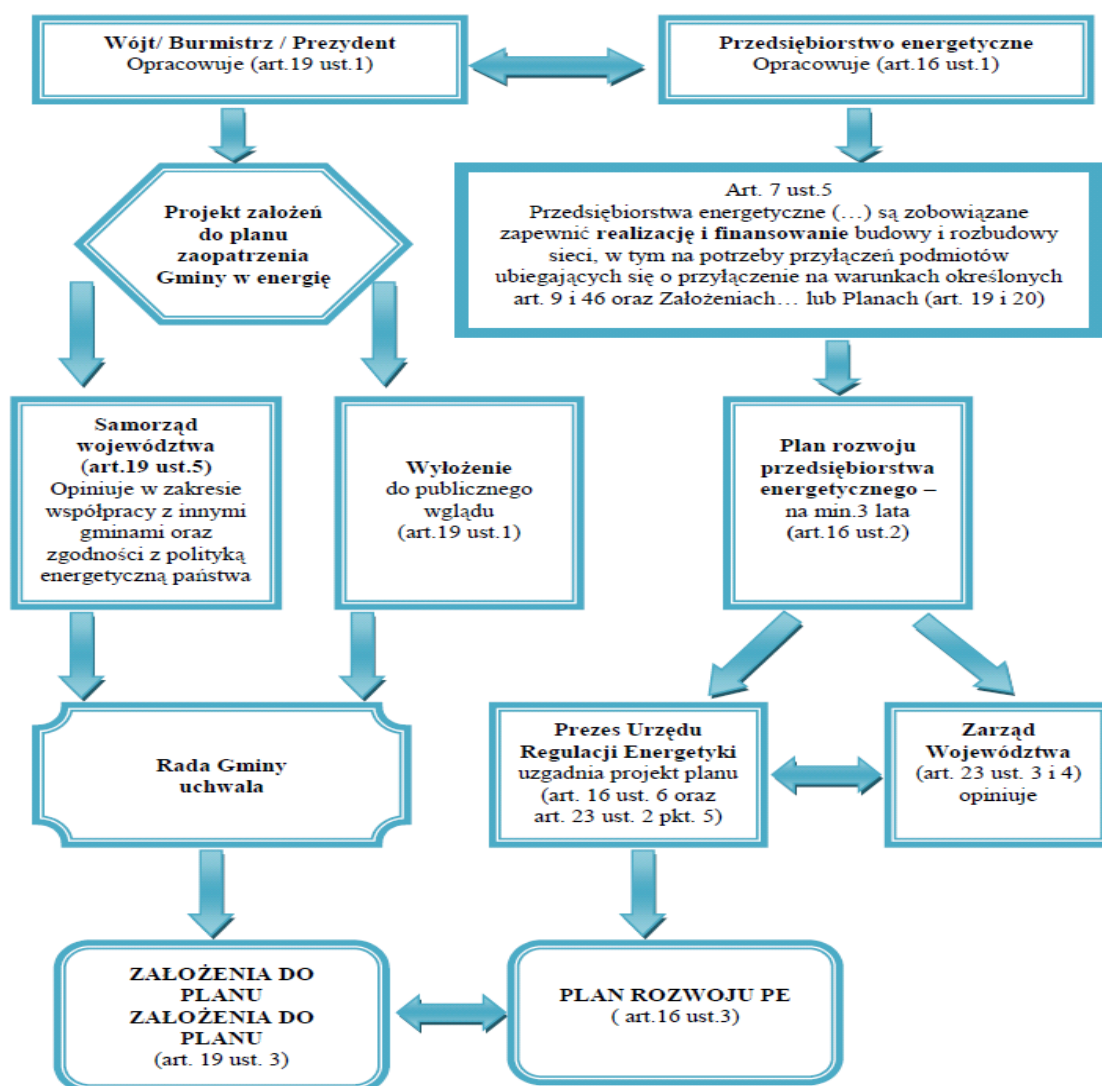 Wójt/ Burmistrz / Prezydent
Opracowuje (art.19 ust.1)
Przedsiębiorstwo energetyczne
Opracowuje (art.16 ust.1)
Projekt założeń
do planu
zaopatrzenia
Gminy w energię
Art. 7 ust.5
Przedsiębiorstwa energetyczne (…) są zobowiązane
zapewnić realizację i finansowanie budowy i rozbudowy
sieci, w tym na potrzeby przyłączeń podmiotów
ubiegających się o przyłączenie na warunkach określonych
art. 9 i 46 oraz Założeniach… lub Planach (art. 19 i 20)
Samorząd
województwa
(art.19 ust.5)
Opiniuje w zakresie
współpracy z innymi
gminami oraz
zgodności z polityką
energetyczną państwa
Wyłożenie
do publicznego
wglądu
(art.19 ust.1)
Plan rozwoju
przedsiębiorstwa
energetycznego –
na min.3 lata
(art.16 ust.2)
Rada Gminy
uchwala
Prezes Urzędu
Regulacji Energetyki
uzgadnia projekt planu
(art. 16 ust. 6 oraz
art. 23 ust. 2 pkt. 5)
Zarząd
Województwa
(art. 23 ust. 3 i 4)
opiniuje
ZAŁOŻENIA DO
PLANU
ZAŁOŻENIA DO
PLANU
(art. 19 ust. 3)
PLAN ROZWOJU PE
( art.16 ust.3)